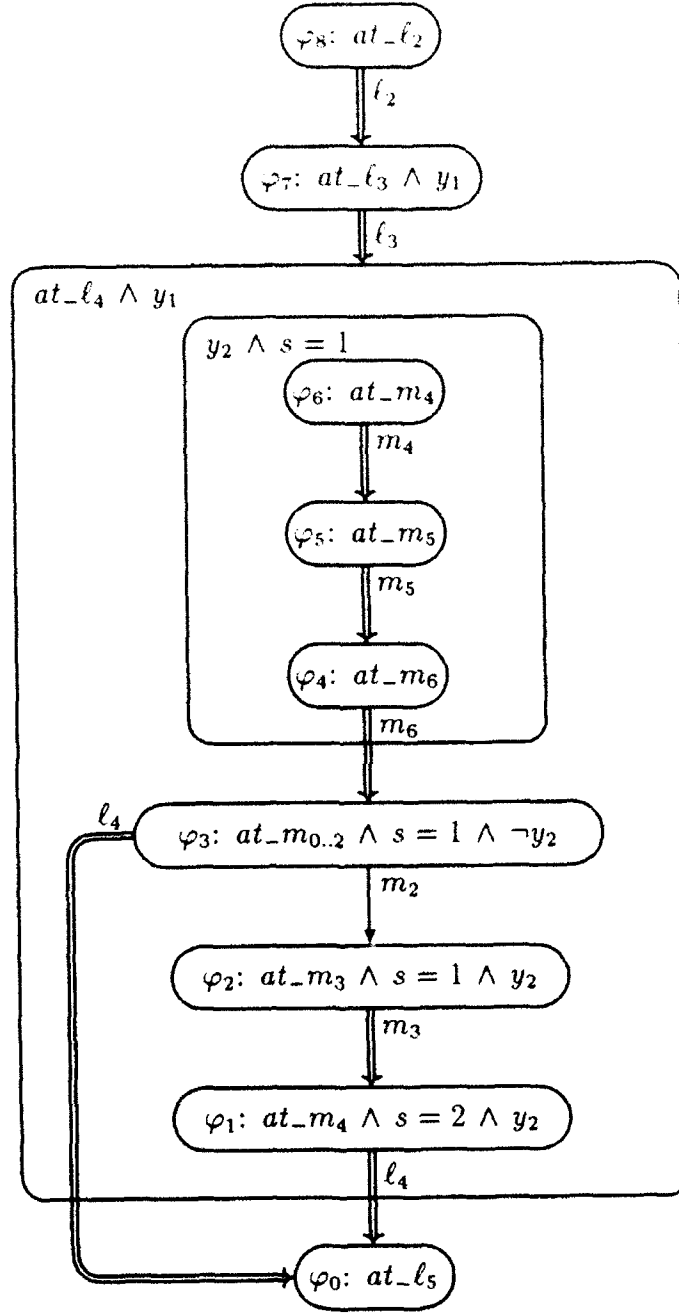 φ₈: at_ℓ₂
ℓ₂
φ₇: at_ℓ₃ ∧ y₁
ℓ₃
at_ℓ₄ ∧ y₁
y₂ ∧ s = 1
φ₆: at_m₄
m₄
φ₅: at_m₅
m₅
φ₄: at_m₆
m₆
ℓ₄
φ₃: at_m₀..₂ ∧ s = 1 ∧ ¬y₂
m₂
φ₂: at_m₃ ∧ s = 1 ∧ y₂
m₃
φ₁: at_m₄ ∧ s = 2 ∧ y₂
ℓ₄
φ₀: at_ℓ₅